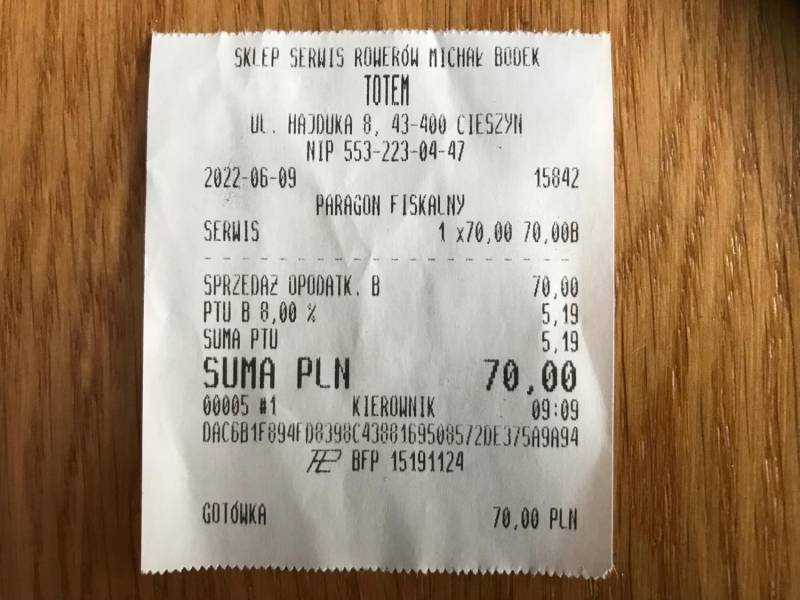 SKLEP SERWIS ROWERÓW MICHAŁ BODEK
TOTEM
UL. HAJDUKA 8, 43-400 CIESZYN
NIP 553-223-04-47
2022-06-09 15842
PARAGON FISKALNY
SERWIS 1 x70,00 70,00B
SPRZEDAŻ OPODATK. B 70,00
PTU B 8,00 % 5,19
SUMA PTU 5,19
SUMA PLN 70,00
00005 #1 KIEROWNIK 09:09
DAC6B1F894FD8398C4388169508572DE375A9A94
BFP 15191124
GOTÓWKA 70,00 PLN